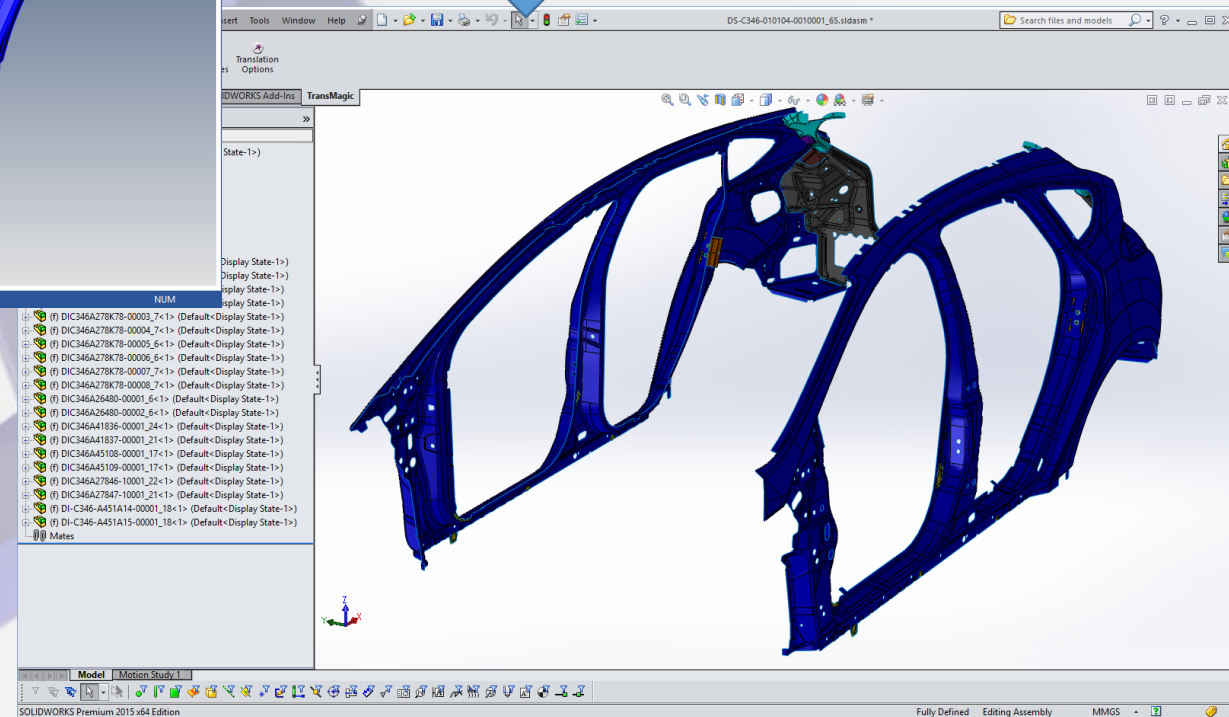 sert Tools Window Help
DS-C346-010104-0010001_65.sldasm *
Search files and models
Translation
es Options
IDWORKS Add-Ins TransMagic
State-1>)
Display State-1>)
Display State-1>)
splay State-1>)
NUM
splay State-1>)
(f) DIC346A278K78-00003_7<1> (Default<Display State-1>)
(f) DIC346A278K78-00004_7<1> (Default<Display State-1>)
(f) DIC346A278K78-00005_6<1> (Default<Display State-1>)
(f) DIC346A278K78-00006_6<1> (Default<Display State-1>)
(f) DIC346A278K78-00007_7<1> (Default<Display State-1>)
(f) DIC346A278K78-00008_7<1> (Default<Display State-1>)
(f) DIC346A26480-00001_6<1> (Default<Display State-1>)
(f) DIC346A26480-00002_6<1> (Default<Display State-1>)
(f) DIC346A41836-00001_24<1> (Default<Display State-1>)
(f) DIC346A41837-00001_21<1> (Default<Display State-1>)
(f) DIC346A45108-00001_17<1> (Default<Display State-1>)
(f) DIC346A45109-00001_17<1> (Default<Display State-1>)
(f) DIC346A27846-10001_22<1> (Default<Display State-1>)
(f) DIC346A27847-10001_21<1> (Default<Display State-1>)
(f) DI-C346-A451A14-00001_18<1> (Default<Display State-1>)
(f) DI-C346-A451A15-00001_18<1> (Default<Display State-1>)
Mates
Z
Y X
Model Motion Study 1
SOLIDWORKS Premium 2015 x64 Edition
Fully Defined Editing Assembly MMGS